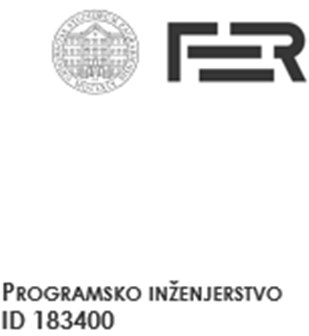 FER
PROGRAMSKO INŽENJERSTVO
ID 183400